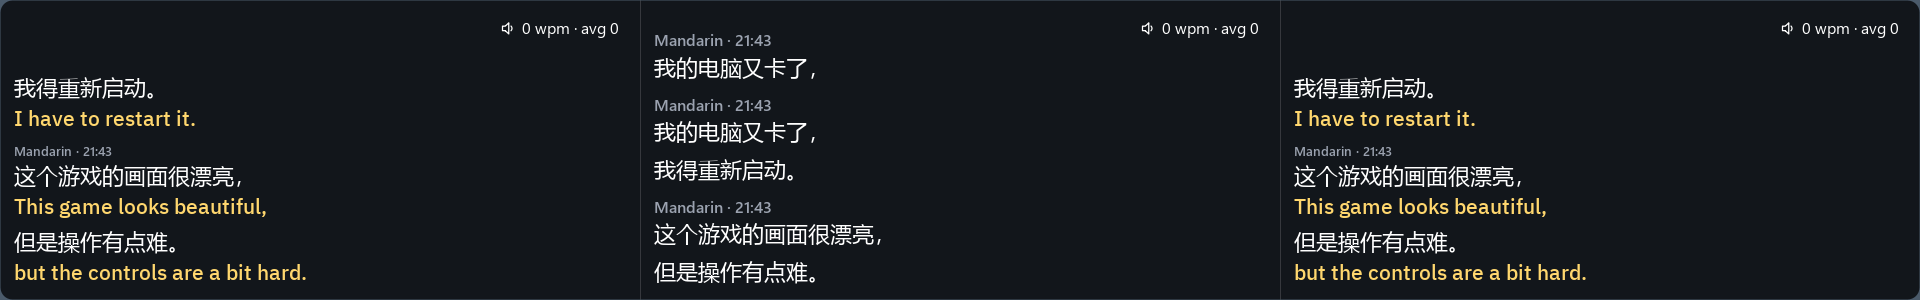 0 wpm · avg 0
我得重新启动。
I have to restart it.
Mandarin · 21:43
这个游戏的画面很漂亮，
This game looks beautiful,
但是操作有点难。
but the controls are a bit hard.
0 wpm · avg 0
Mandarin · 21:43
我的电脑又卡了，
Mandarin · 21:43
我的电脑又卡了，
我得重新启动。
Mandarin · 21:43
这个游戏的画面很漂亮，
但是操作有点难。
0 wpm · avg 0
我得重新启动。
I have to restart it.
Mandarin · 21:43
这个游戏的画面很漂亮，
This game looks beautiful,
但是操作有点难。
but the controls are a bit hard.